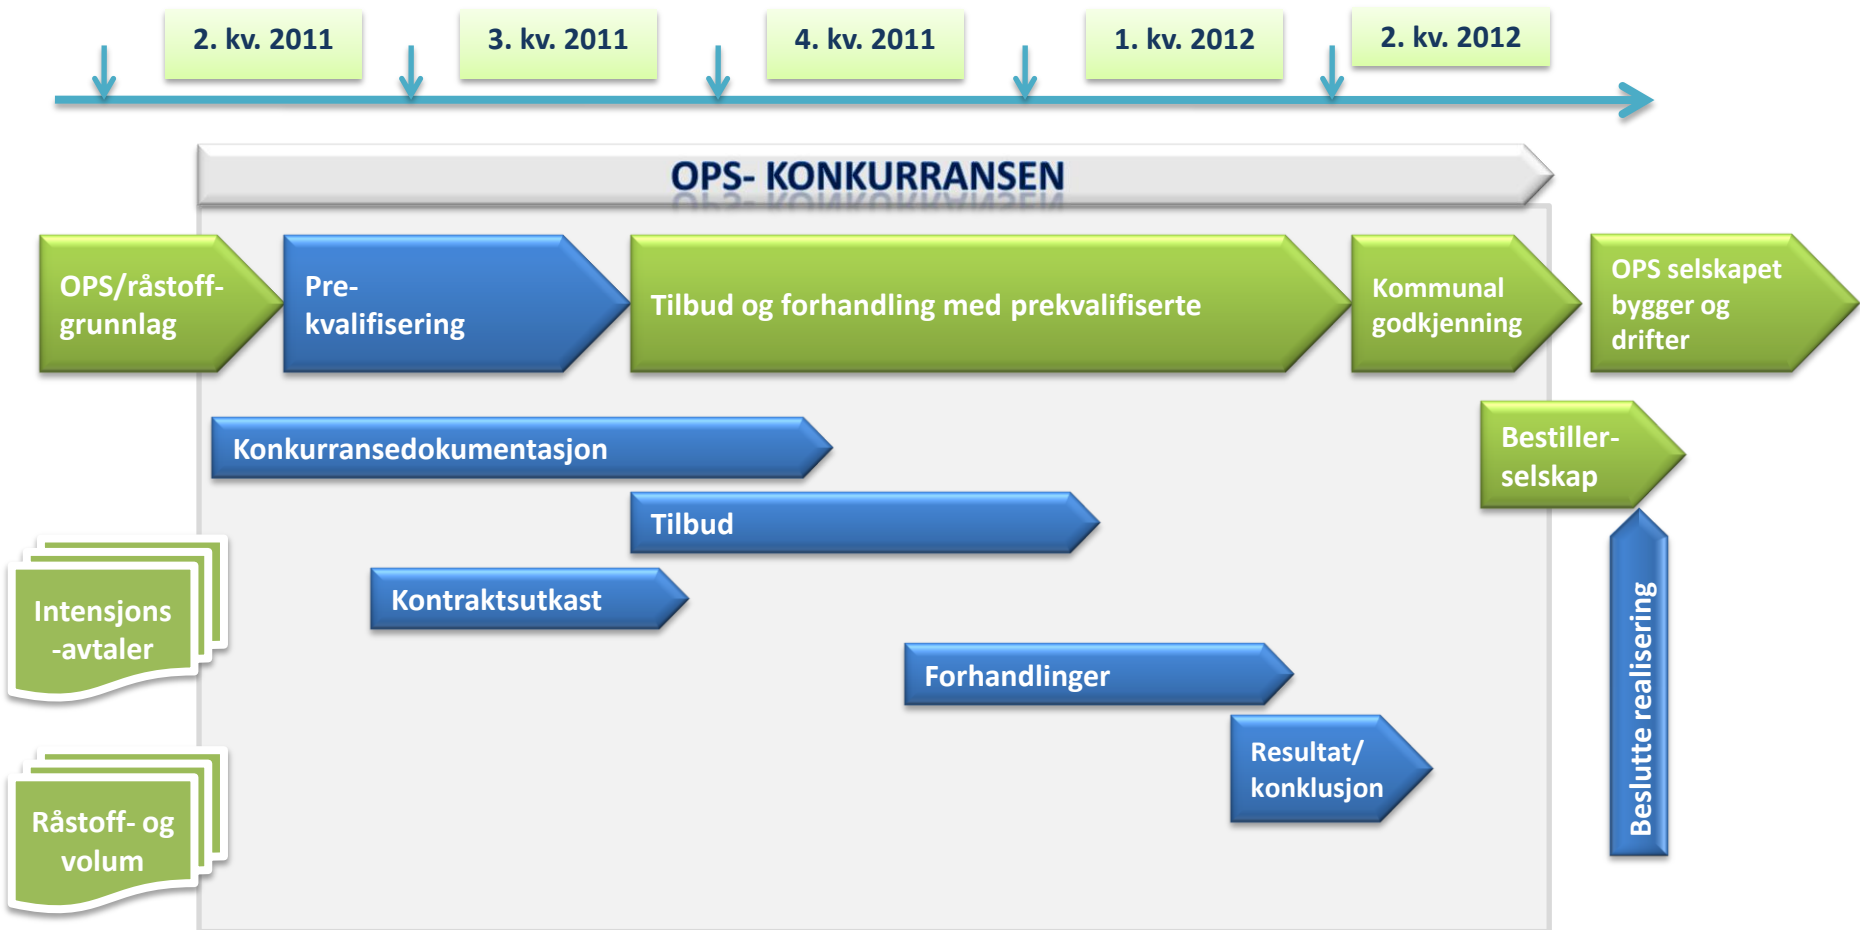 2. kv. 2011
3. kv. 2011
4. kv. 2011
1. kv. 2012
2. kv. 2012
OPS- KONKURRANSEN
OPS/råstoff-
grunnlag
Pre-
kvalifisering
Tilbud og forhandling med prekvalifiserte
Kommunal
godkjenning
OPS selskapet
bygger og
drifter
Konkurransedokumentasjon
Bestiller-
selskap
Tilbud
Kontraktsutkast
Intensjons
-avtaler
Forhandlinger
Resultat/
konklusjon
Beslutte realisering
Råstoff- og
volum